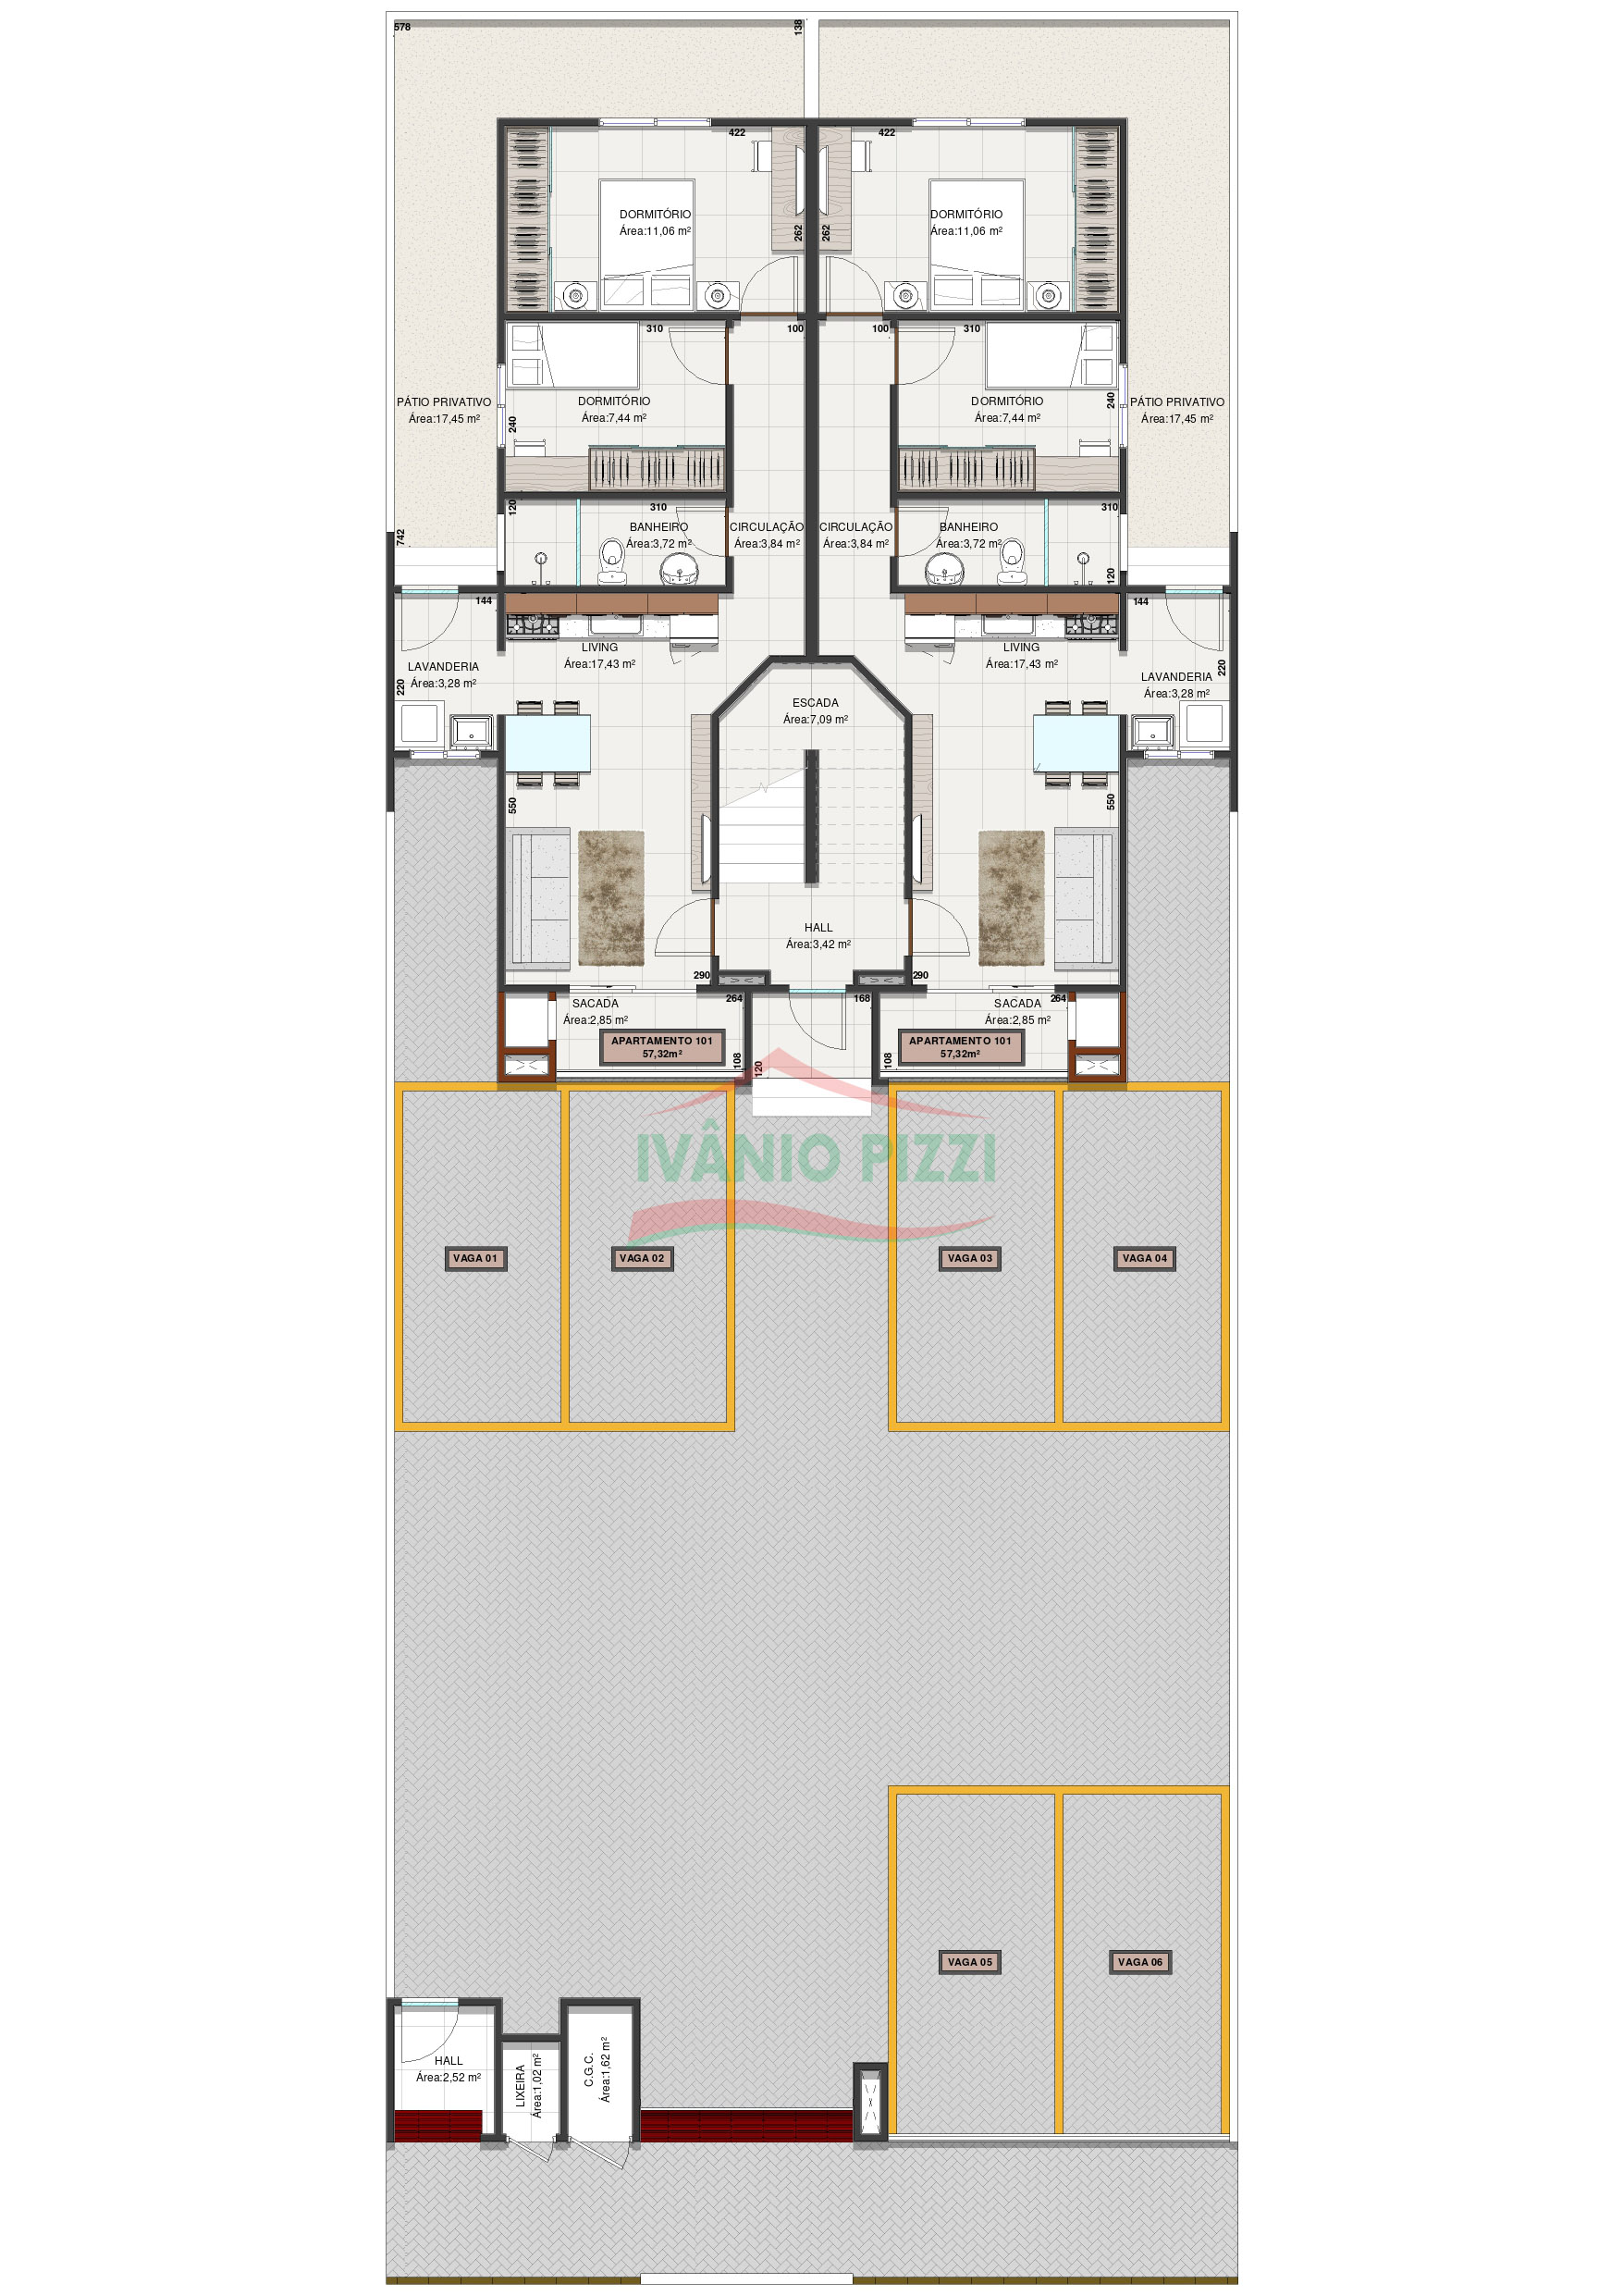 578
138
422
422
DORMITÓRIO
Área:11,06 m²
262
262
DORMITÓRIO
Área:11,06 m²
310
100
100
310
PÁTIO PRIVATIVO
Área:17,45 m²
240
DORMITÓRIO
Área:7,44 m²
DORMITÓRIO
Área:7,44 m²
240
PÁTIO PRIVATIVO
Área:17,45 m²
742
120
310
BANHEIRO
Área:3,72 m²
CIRCULAÇÃO
Área:3,84 m²
CIRCULAÇÃO
Área:3,84 m²
BANHEIRO
Área:3,72 m²
310
120
144
144
LAVANDERIA
Área:3,28 m²
220
LIVING
Área:17,43 m²
LIVING
Área:17,43 m²
LAVANDERIA
Área:3,28 m²
220
ESCADA
Área:7,09 m²
550
550
HALL
Área:3,42 m²
290
290
SACADA
Área:2,85 m²
264
168
SACADA
Área:2,85 m²
264
APARTAMENTO 101
57,32m²
108
120
108
APARTAMENTO 101
57,32m²
IVÂNIO PIZZI
VAGA 01
VAGA 02
VAGA 03
VAGA 04
VAGA 05
VAGA 06
HALL
Área:2,52 m²
LIXEIRA
Área:1,02 m²
C.G.C.
Área:1,62 m²